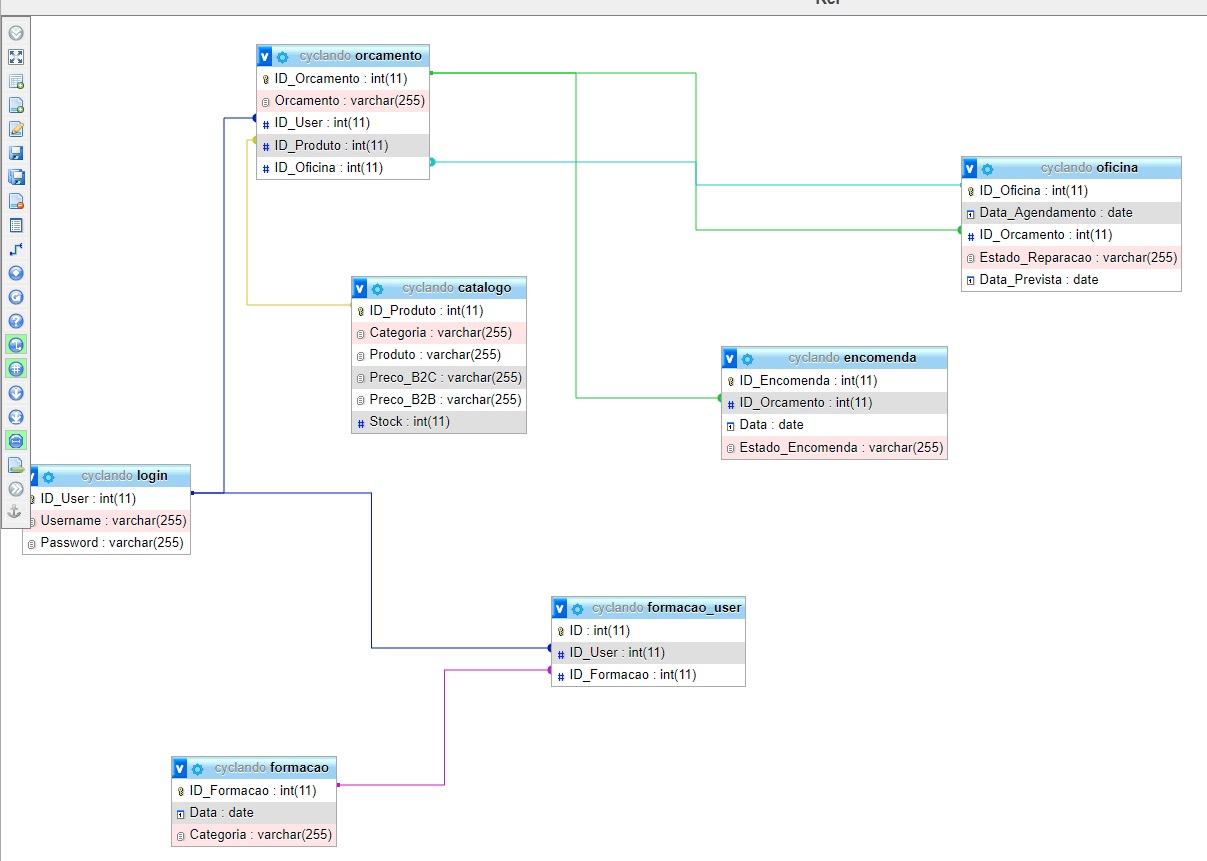 cyclando orcamento
ID_Orcamento : int(11)
Orcamento : varchar(255)
ID_User : int(11)
ID_Produto : int(11)
ID_Oficina : int(11)
cyclando oficina
ID_Oficina : int(11)
Data_Agendamento : date
ID_Orcamento : int(11)
Estado_Reparacao : varchar(255)
Data_Prevista : date
cyclando catalogo
ID_Produto : int(11)
Categoria : varchar(255)
Produto : varchar(255)
Preco_B2C : varchar(255)
Preco_B2B : varchar(255)
Stock : int(11)
cyclando encomenda
ID_Encomenda : int(11)
ID_Orcamento : int(11)
Data : date
Estado_Encomenda : varchar(255)
cyclando login
ID_User : int(11)
Username : varchar(255)
Password : varchar(255)
cyclando formacao_user
ID : int(11)
ID_User : int(11)
ID_Formacao : int(11)
cyclando formacao
ID_Formacao : int(11)
Data : date
Categoria : varchar(255)